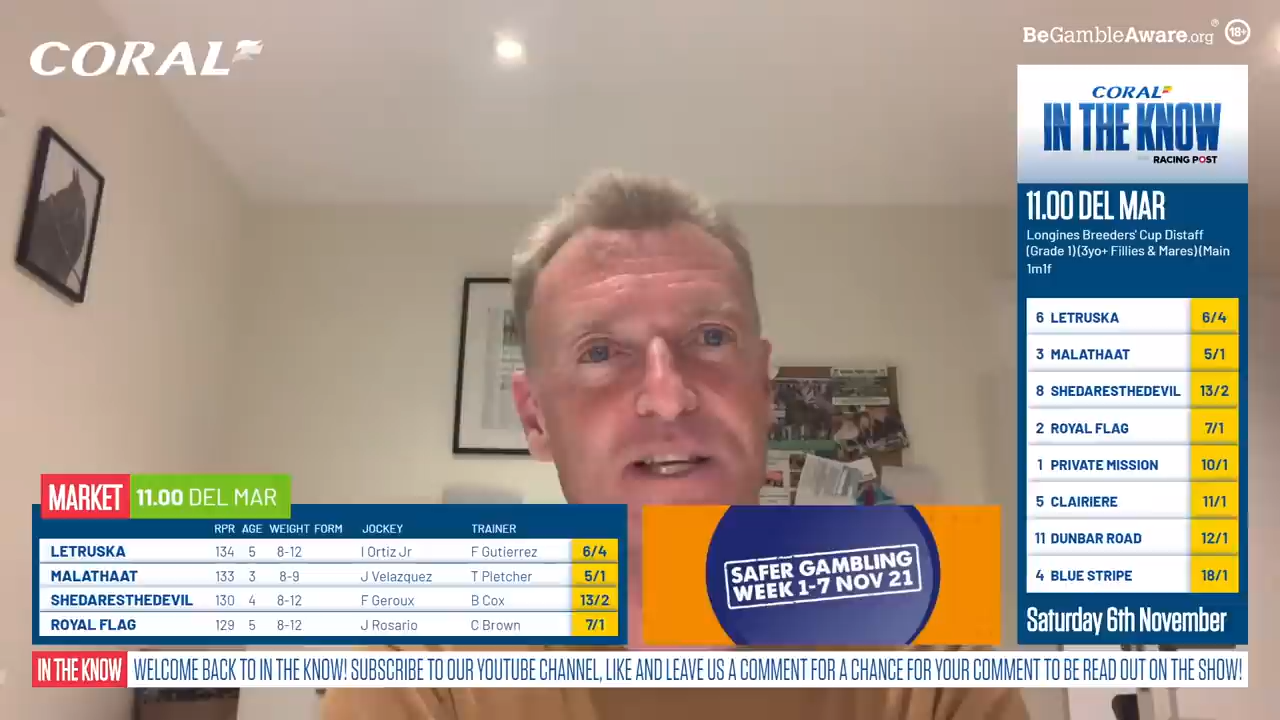 CORAL
BeGambleAware.org®
18+
CORAL
IN THE KNOW
RACING POST
11.00 DEL MAR
Longines Breeders' Cup Distaff
(Grade 1)(3yo+ Fillies & Mares)(Main
1m1f
6 LETRUSKA 6/4
3 MALATHAAT 5/1
8 SHEDARESTHEDEVIL 13/2
2 ROYAL FLAG 7/1
1 PRIVATE MISSION 10/1
5 CLAIRIERE 11/1
11 DUNBAR ROAD 12/1
4 BLUE STRIPE 18/1
Saturday 6th November
MARKET 11.00 DEL MAR
RPR AGE WEIGHT FORM JOCKEY TRAINER
LETRUSKA 134 5 8-12 I Ortiz Jr F Gutierrez 6/4
MALATHAAT 133 3 8-9 J Velazquez T Pletcher 5/1
SHEDARESTHEDEVIL 130 4 8-12 F Geroux B Cox 13/2
ROYAL FLAG 129 5 8-12 J Rosario C Brown 7/1
SAFER GAMBLING
WEEK 1-7 NOV 21
IN THE KNOW WELCOME BACK TO IN THE KNOW! SUBSCRIBE TO OUR YOUTUBE CHANNEL, LIKE AND LEAVE US A COMMENT FOR A CHANCE FOR YOUR COMMENT TO BE READ OUT ON THE SHOW!